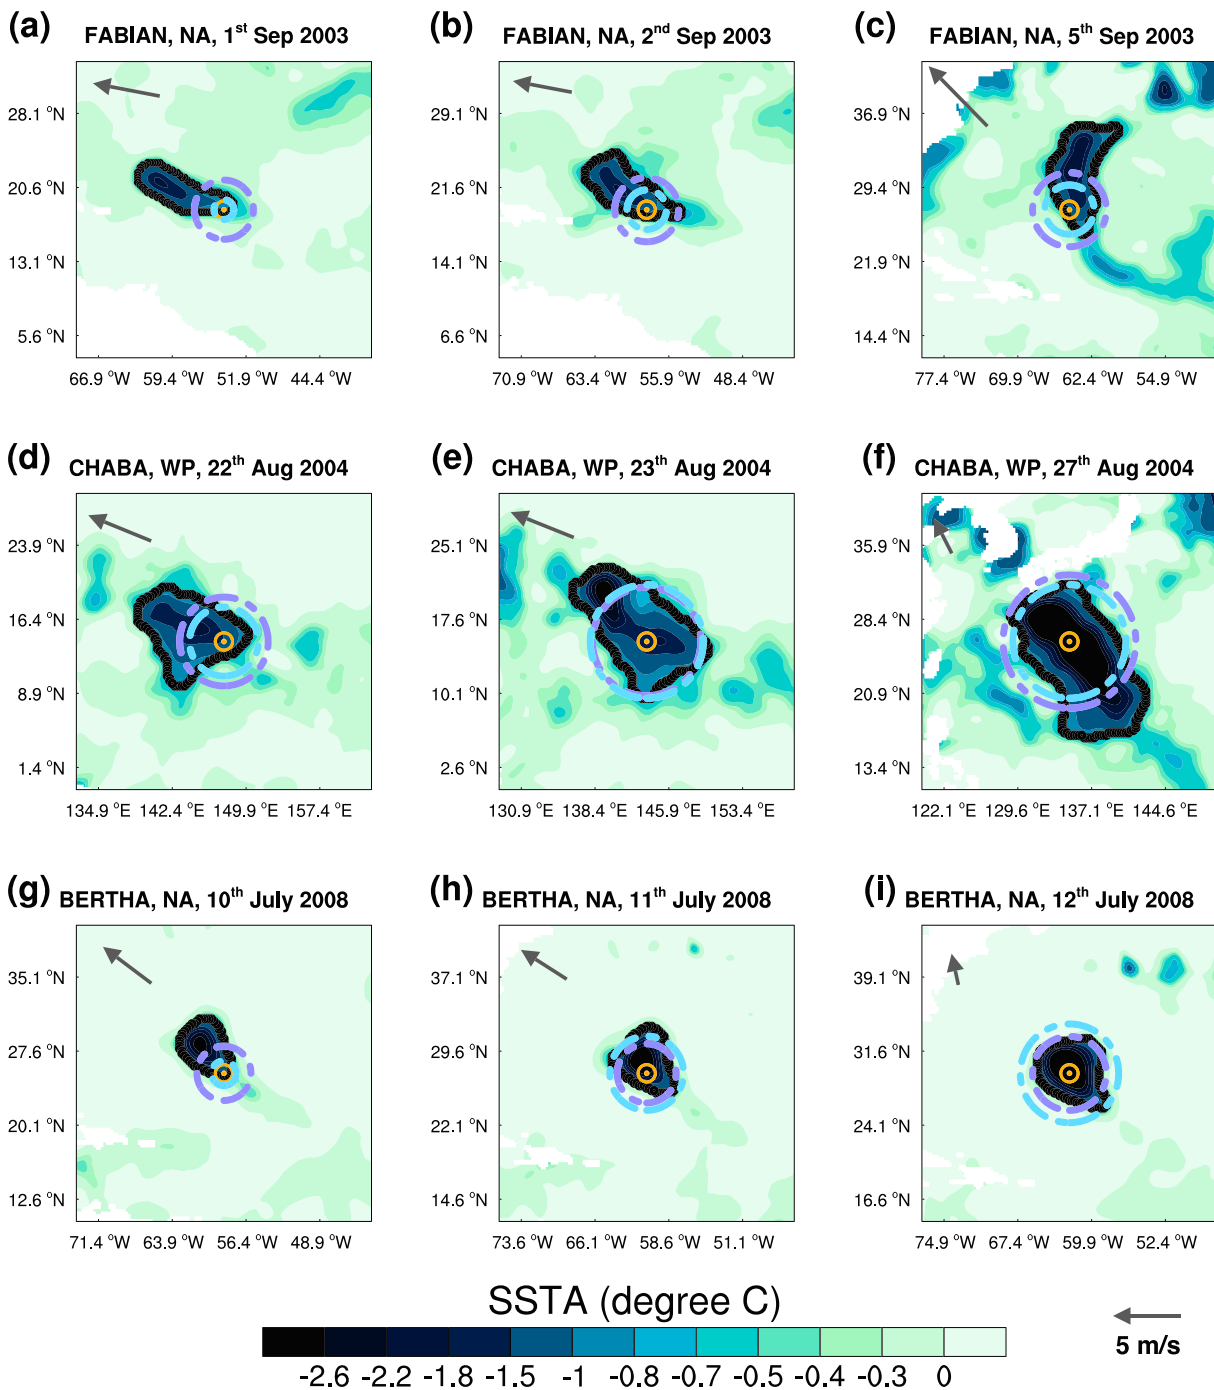 (a) FABIAN, NA, 1st Sep 2003
28.1 °N
20.6 °N
13.1 °N
5.6 °N
66.9 °W 59.4 °W 51.9 °W 44.4 °W
(b) FABIAN, NA, 2nd Sep 2003
29.1 °N
21.6 °N
14.1 °N
6.6 °N
70.9 °W 63.4 °W 55.9 °W 48.4 °W
(c) FABIAN, NA, 5th Sep 2003
36.9 °N
29.4 °N
21.9 °N
14.4 °N
77.4 °W 69.9 °W 62.4 °W 54.9 °W
(d) CHABA, WP, 22th Aug 2004
23.9 °N
16.4 °N
8.9 °N
1.4 °N
134.9 °E 142.4 °E 149.9 °E 157.4 °E
(e) CHABA, WP, 23th Aug 2004
25.1 °N
17.6 °N
10.1 °N
2.6 °N
130.9 °E 138.4 °E 145.9 °E 153.4 °E
(f) CHABA, WP, 27th Aug 2004
35.9 °N
28.4 °N
20.9 °N
13.4 °N
122.1 °E 129.6 °E 137.1 °E 144.6 °E
(g) BERTHA, NA, 10th July 2008
35.1 °N
27.6 °N
20.1 °N
12.6 °N
71.4 °W 63.9 °W 56.4 °W 48.9 °W
(h) BERTHA, NA, 11th July 2008
37.1 °N
29.6 °N
22.1 °N
14.6 °N
73.6 °W 66.1 °W 58.6 °W 51.1 °W
(i) BERTHA, NA, 12th July 2008
39.1 °N
31.6 °N
24.1 °N
16.6 °N
74.9 °W 67.4 °W 59.9 °W 52.4 °W
SSTA (degree C)
-2.6 -2.2 -1.8 -1.5 -1 -0.8 -0.7 -0.5 -0.4 -0.3 0
5 m/s